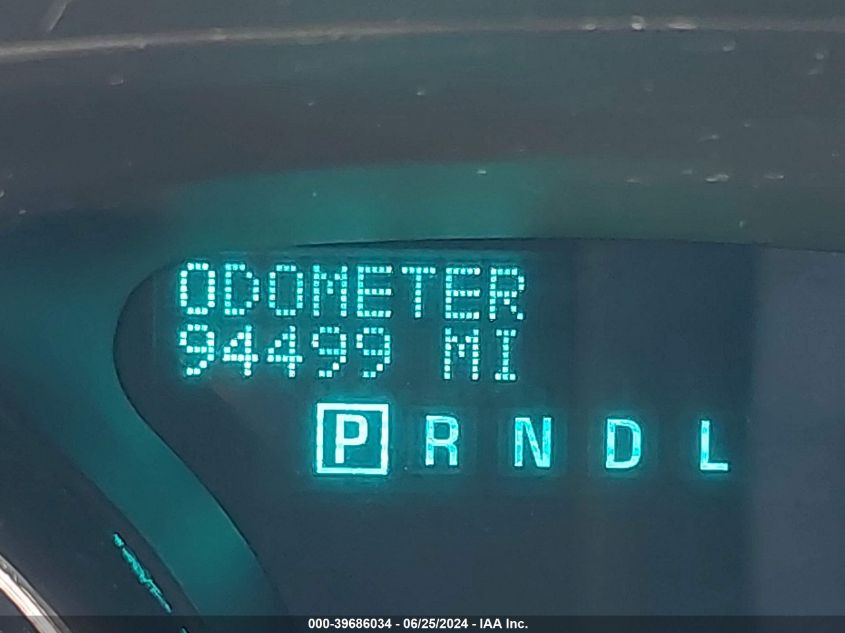 ODOMETER
94499 MI
P R N D L
000-39686034 - 06/25/2024 - IAA Inc.